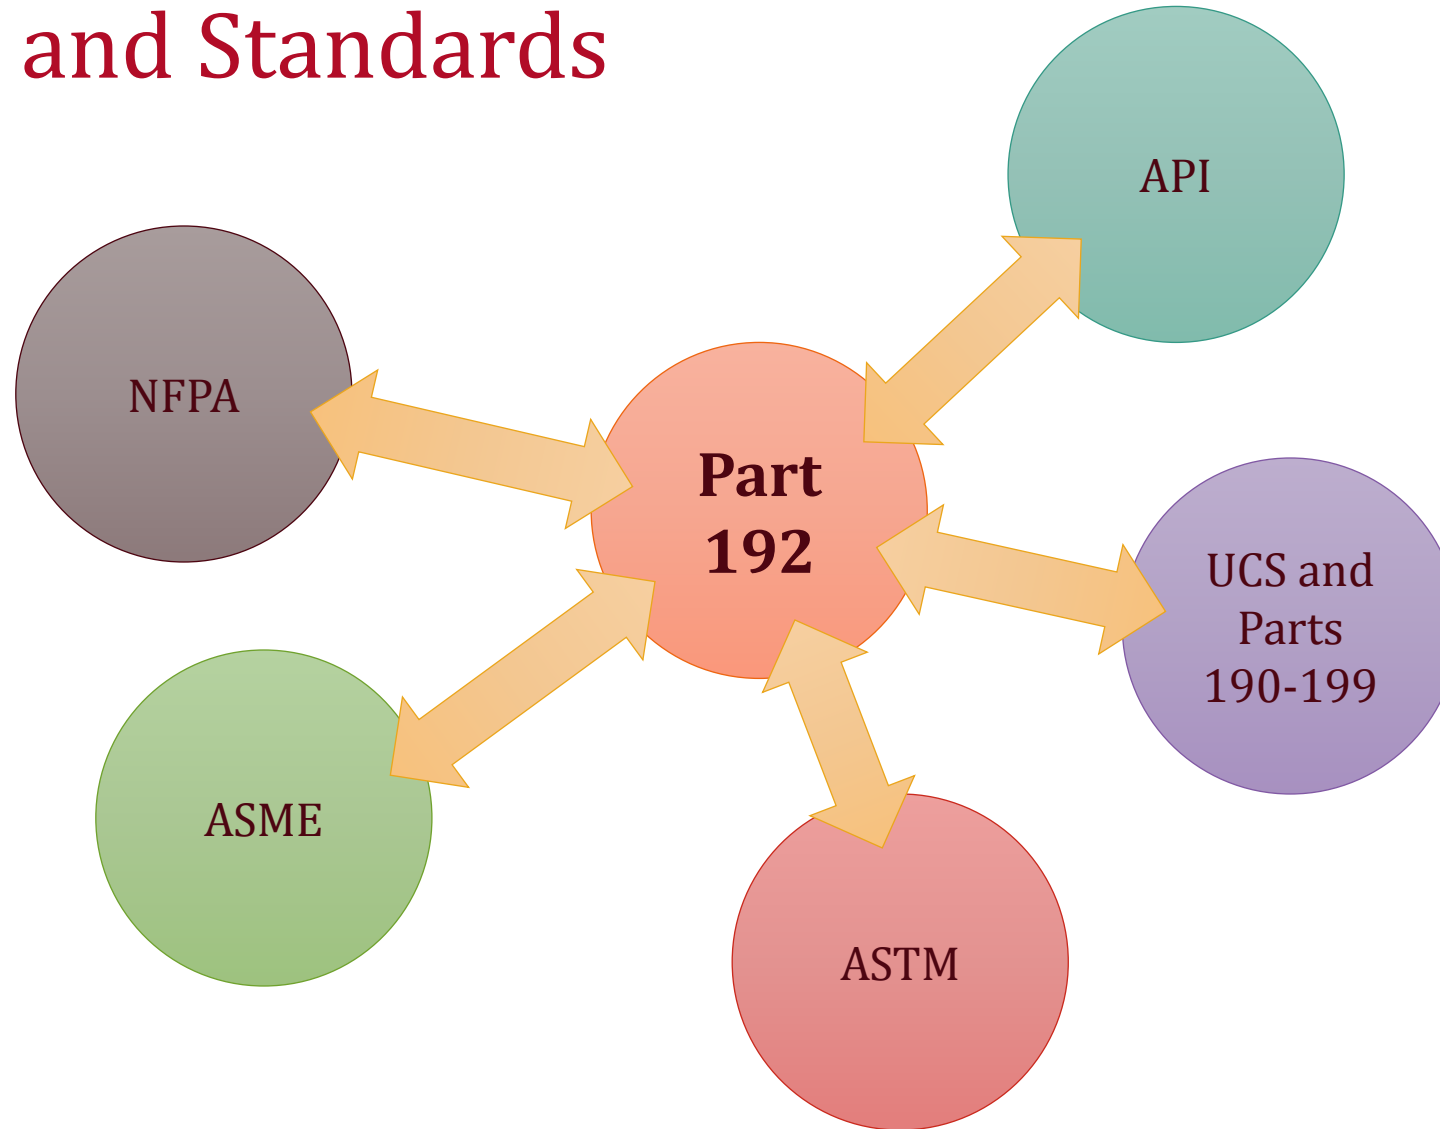 and Standards
API
NFPA
Part
192
UCS and
Parts
190-199
ASME
ASTM